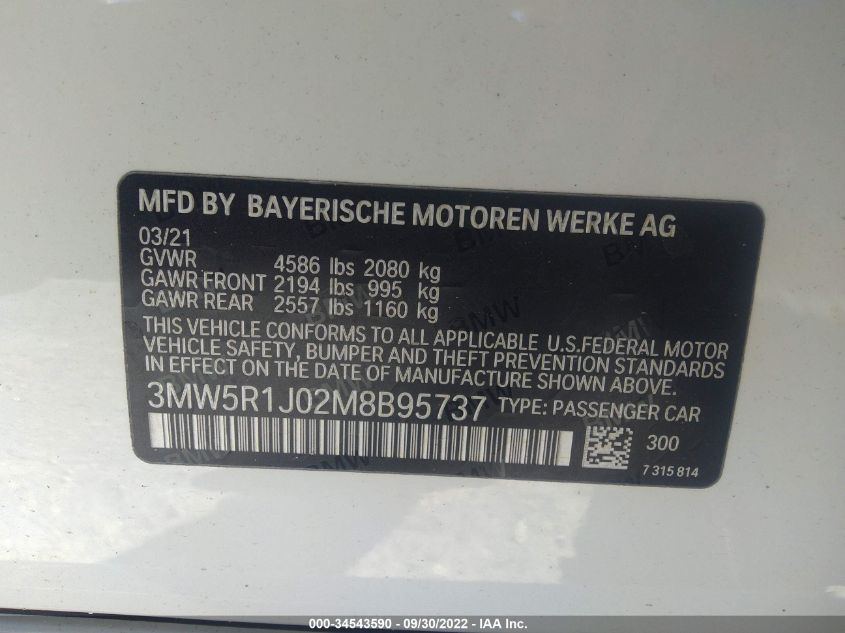 MFD BY BAYERISCHE MOTOREN WERKE AG
03/21
GVWR 4586 lbs 2080 kg
GAWR FRONT 2194 lbs 995 kg
GAWR REAR 2557 lbs 1160 kg
THIS VEHICLE CONFORMS TO ALL APPLICABLE U.S.FEDERAL MOTOR
VEHICLE SAFETY, BUMPER AND THEFT PREVENTION STANDARDS
IN EFFECT ON THE DATE OF MANUFACTURE SHOWN ABOVE.
3MW5R1J02M8B95737 TYPE: PASSENGER CAR
300
7 315 814
000-34543590 - 09/30/2022 - IAA Inc.